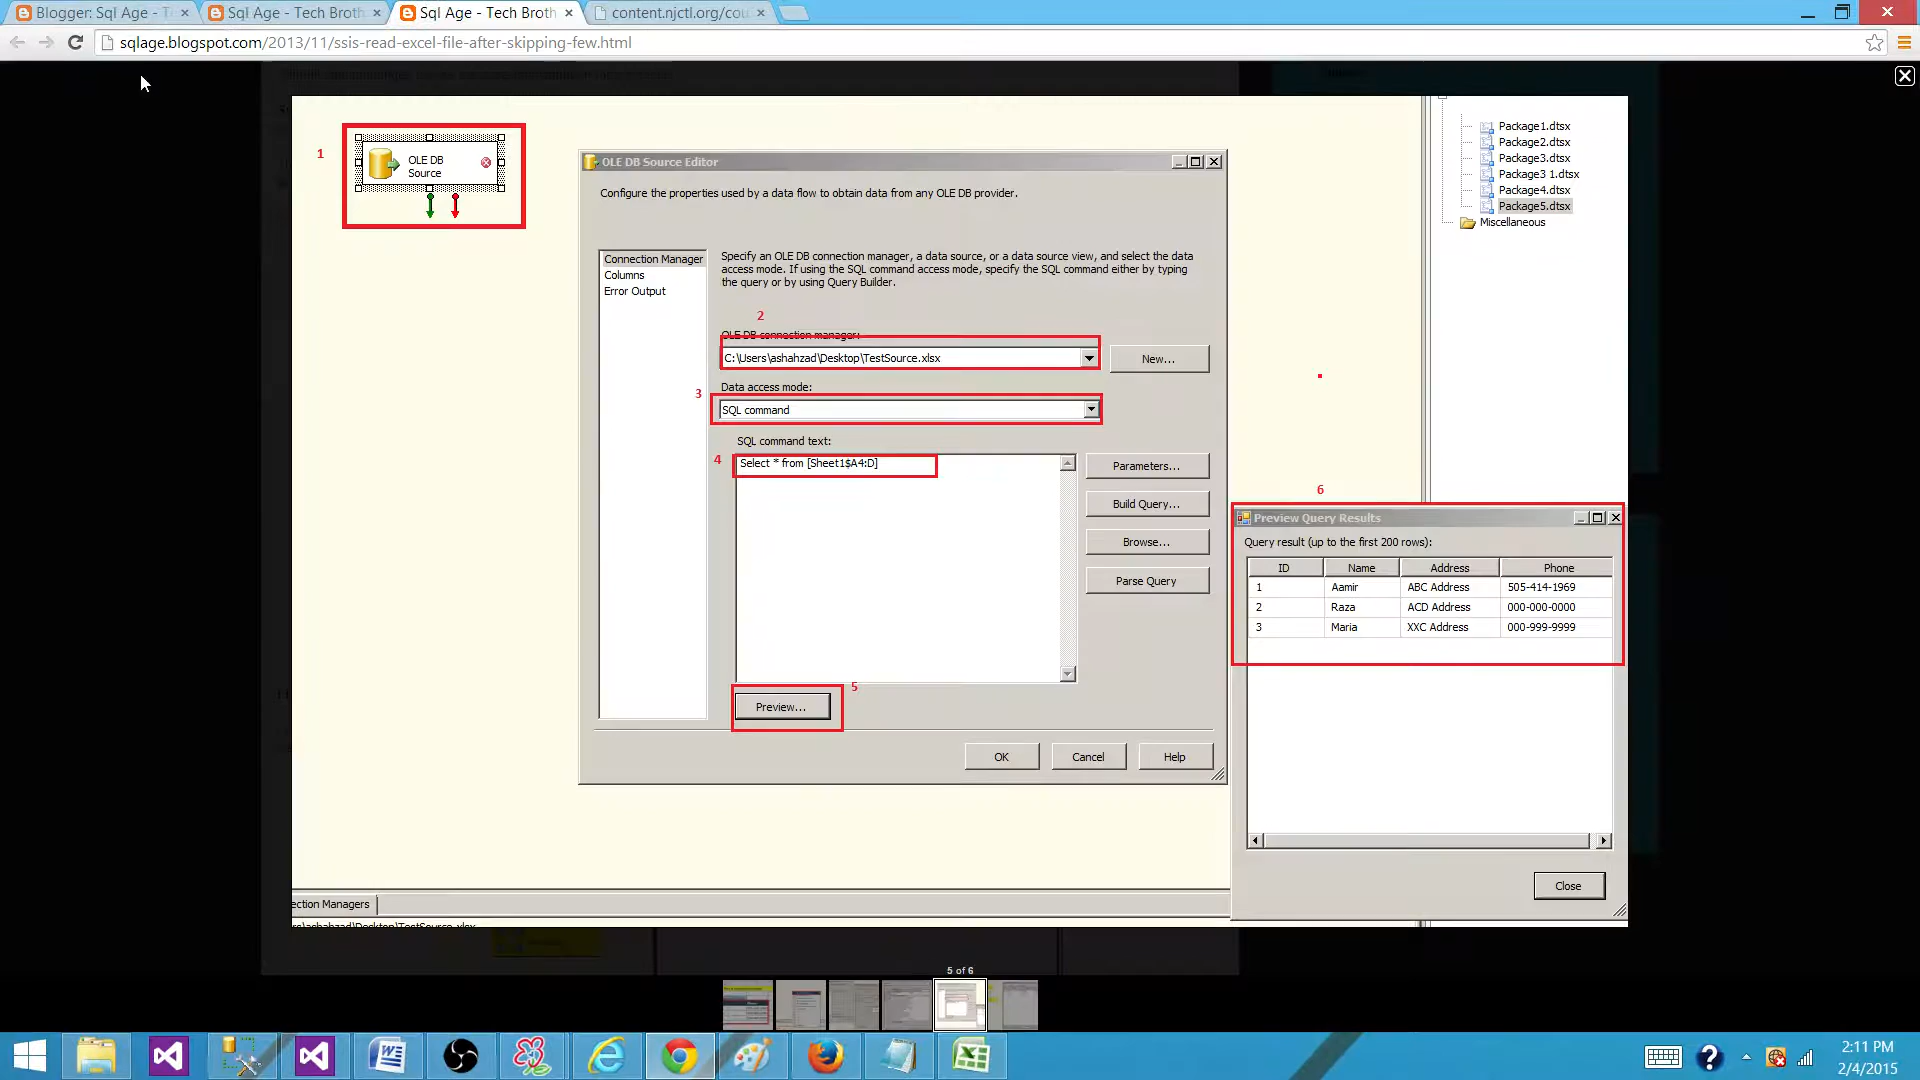 Blogger: Sql Age - T
Sql Age - Tech Broth
Sql Age - Tech Broth
content.njctl.org/cou
sqlage.blogspot.com/2013/11/ssis-read-excel-file-after-skipping-few.html
1
OLE DB
Source
OLE DB Source Editor
Configure the properties used by a data flow to obtain data from any OLE DB provider.
Connection Manager
Columns
Error Output
Specify an OLE DB connection manager, a data source, or a data source view, and select the data
access mode. If using the SQL command access mode, specify the SQL command either by typing
the query or by using Query Builder.
2
OLE DB connection manager:
C:\Users\ashahzad\Desktop\TestSource.xlsx
New...
Data access mode:
3
SQL command
SQL command text:
4
Select * from [Sheet1$A4:D]
Parameters...
Build Query...
Browse...
Parse Query
5
Preview...
OK
Cancel
Help
Package1.dtsx
Package2.dtsx
Package3.dtsx
Package3 1.dtsx
Package4.dtsx
Package5.dtsx
Miscellaneous
6
Preview Query Results
Query result (up to the first 200 rows):
ID Name Address Phone
1 Aamir ABC Address 505-414-1969
2 Raza ACD Address 000-000-0000
3 Maria XXC Address 000-999-9999
Close
ection Managers
rs\ashahzad\Desktop\TestSource.xlsx
5 of 6
2:11 PM
2/4/2015